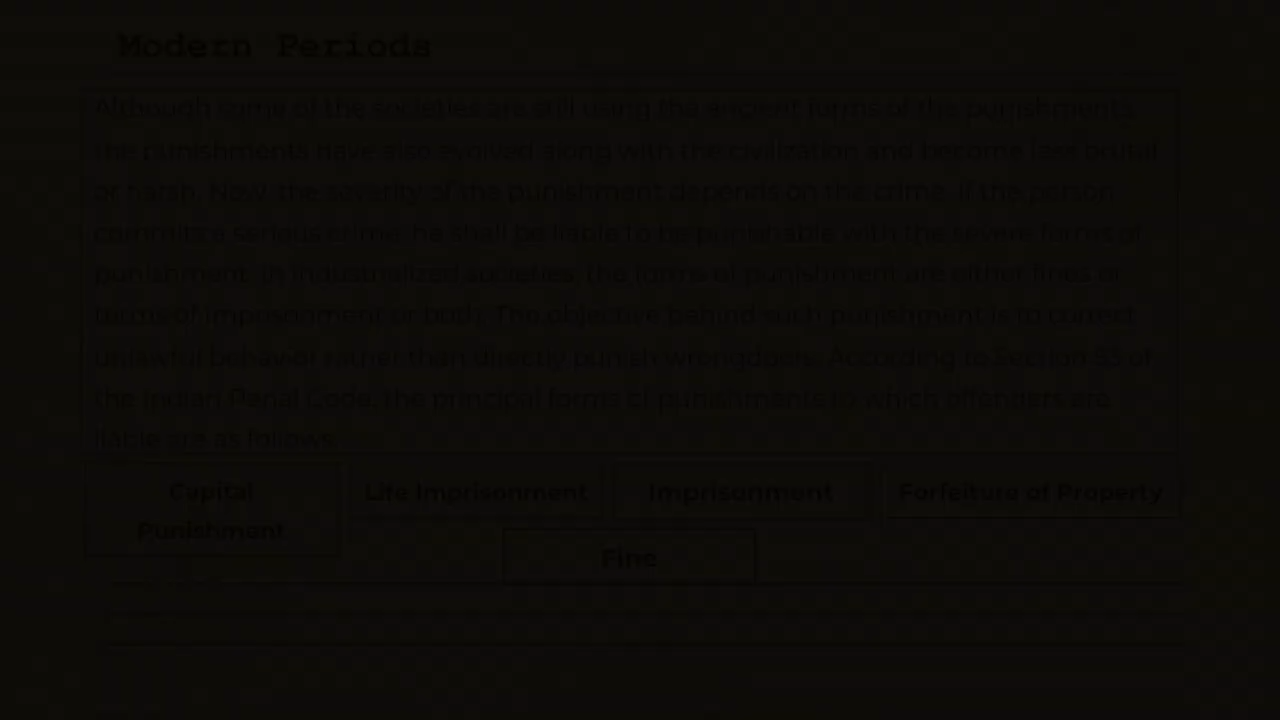 Modern Periods
Although some of the societies are still using the ancient forms of the punishments,
the punishments have also evolved along with the civilization and become less brutal
or harsh. Now the severity of the punishment depends on the crime. If the person
commits a serious crime, he shall be liable to be punishable with the severe forms of
punishment. In industrialized societies, the forms of punishment are either fines or
terms of imprisonment or both. The objective behind such punishment is to correct
unlawful behavior rather than directly punish wrongdoers. According to Section 53 of
the Indian Penal Code, the principal forms of punishments to which offenders are
liable are as follows
Capital
Punishment
Life Imprisonment
Imprisonment
Forfeiture of Property
Fine